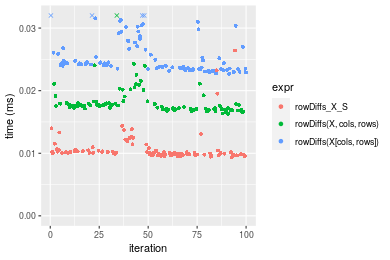 time (ms)
0.03
0.02
0.01
0.00
0
25
50
75
100
iteration
expr
rowDiffs_X_S
rowDiffs(X, cols, rows)
rowDiffs(X[cols, rows])